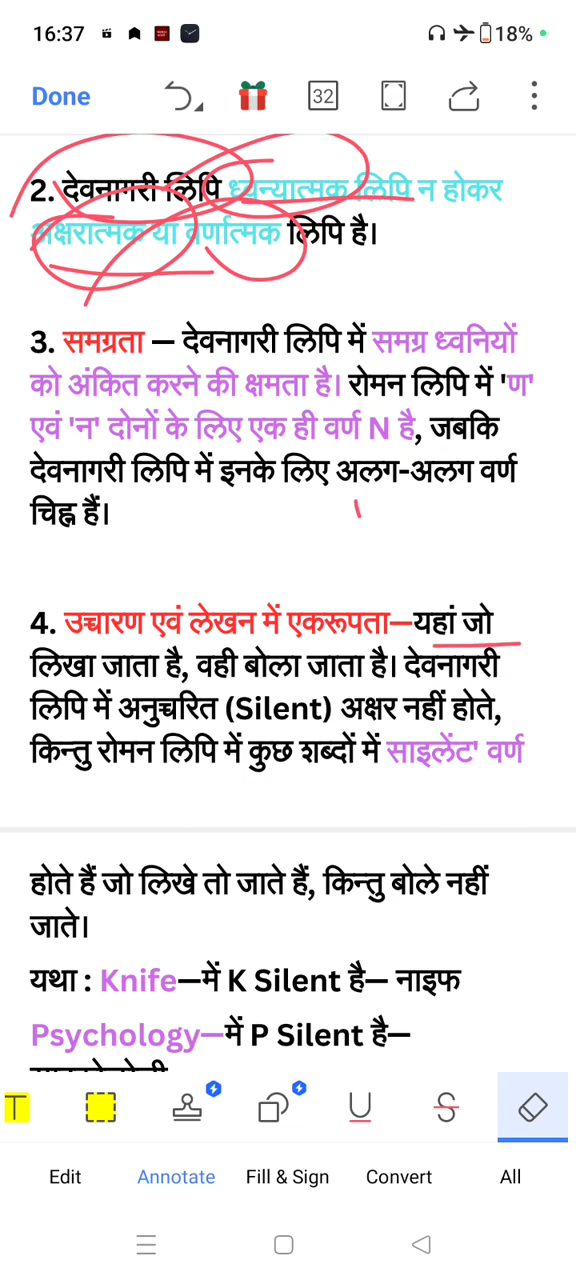 16:37
18%
Done
32
2. देवनागरी लिपि ध्वन्यात्मक लिपि न होकर
अक्षरात्मक या वर्णात्मक लिपि है।
3. समग्रता — देवनागरी लिपि में समग्र ध्वनियों
को अंकित करने की क्षमता है। रोमन लिपि में 'ण'
एवं 'न' दोनों के लिए एक ही वर्ण N है, जबकि
देवनागरी लिपि में इनके लिए अलग-अलग वर्ण
चिह्न हैं।
4. उच्चारण एवं लेखन में एकरूपता—यहां जो
लिखा जाता है, वही बोला जाता है। देवनागरी
लिपि में अनुच्चरित (Silent) अक्षर नहीं होते,
किन्तु रोमन लिपि में कुछ शब्दों में साइलेंट' वर्ण
होते हैं जो लिखे तो जाते हैं, किन्तु बोले नहीं
जाते।
यथा : Knife—में K Silent है— नाइफ
Psychology—में P Silent है—
T U S
Edit Annotate Fill & Sign Convert All